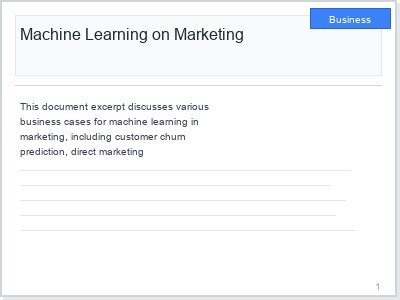 Business
Machine Learning on Marketing
This document excerpt discusses various
business cases for machine learning in
marketing, including customer churn
prediction, direct marketing
1